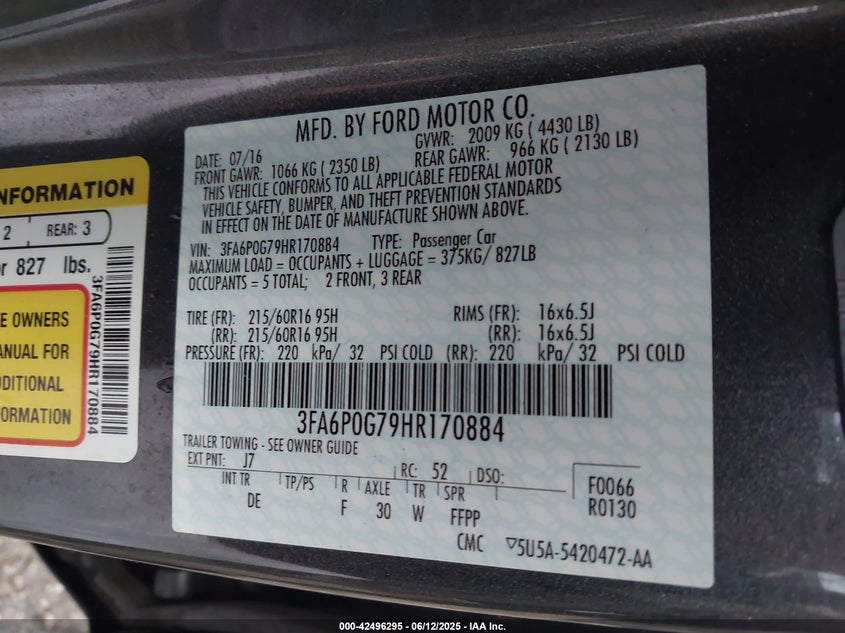 NFORMATION
2 REAR: 3
or 827 lbs.
E OWNERS
ANUAL FOR
DDITIONAL
FORMATION
3FA6P0G79HR170884
MFD. BY FORD MOTOR CO.
DATE: 07/16 GVWR: 2009 KG ( 4430 LB)
FRONT GAWR: 1066 KG ( 2350 LB) REAR GAWR: 966 KG ( 2130 LB)
THIS VEHICLE CONFORMS TO ALL APPLICABLE FEDERAL MOTOR
VEHICLE SAFETY, BUMPER, AND THEFT PREVENTION STANDARDS
IN EFFECT ON THE DATE OF MANUFACTURE SHOWN ABOVE.
VIN: 3FA6P0G79HR170884 TYPE: Passenger Car
MAXIMUM LOAD = OCCUPANTS + LUGGAGE = 375KG/ 827LB
OCCUPANTS = 5 TOTAL; 2 FRONT, 3 REAR
TIRE (FR): 215/60R16 95H RIMS (FR): 16x6.5J
(RR): 215/60R16 95H (RR): 16x6.5J
PRESSURE (FR): 220 kPa/ 32 PSI COLD (RR): 220 kPa/ 32 PSI COLD
3FA6P0G79HR170884
TRAILER TOWING - SEE OWNER GUIDE
EXT PNT: J7 RC: 52 DSO:
INT TR TP/PS R AXLE TR SPR
DE F 30 W FFPP
F0066
R0130
CMC ▽5U5A-5420472-AA
000-42496295 - 06/12/2025 - IAA Inc.